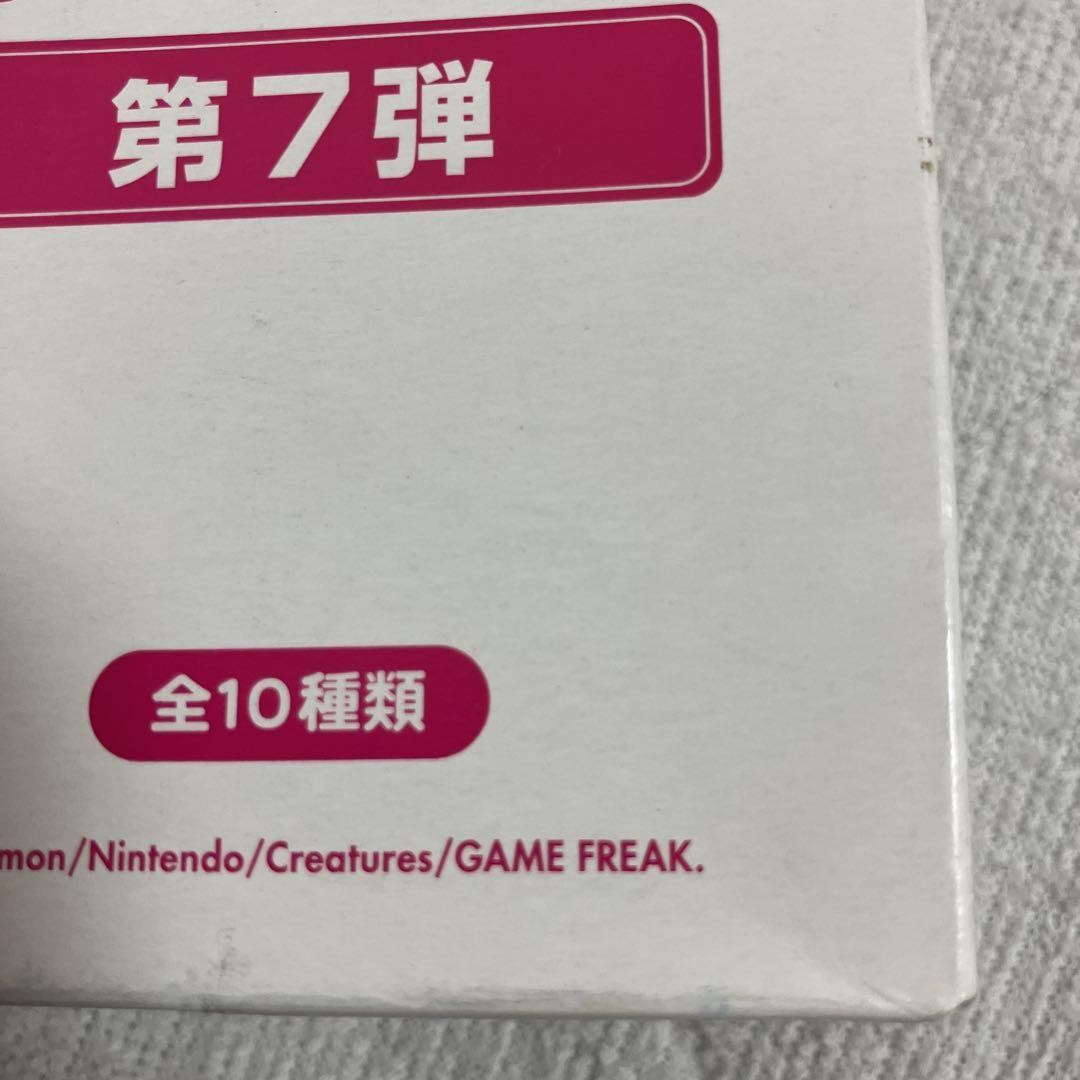 第7弾
全10種類
mon/Nintendo/Creatures/GAME FREAK.